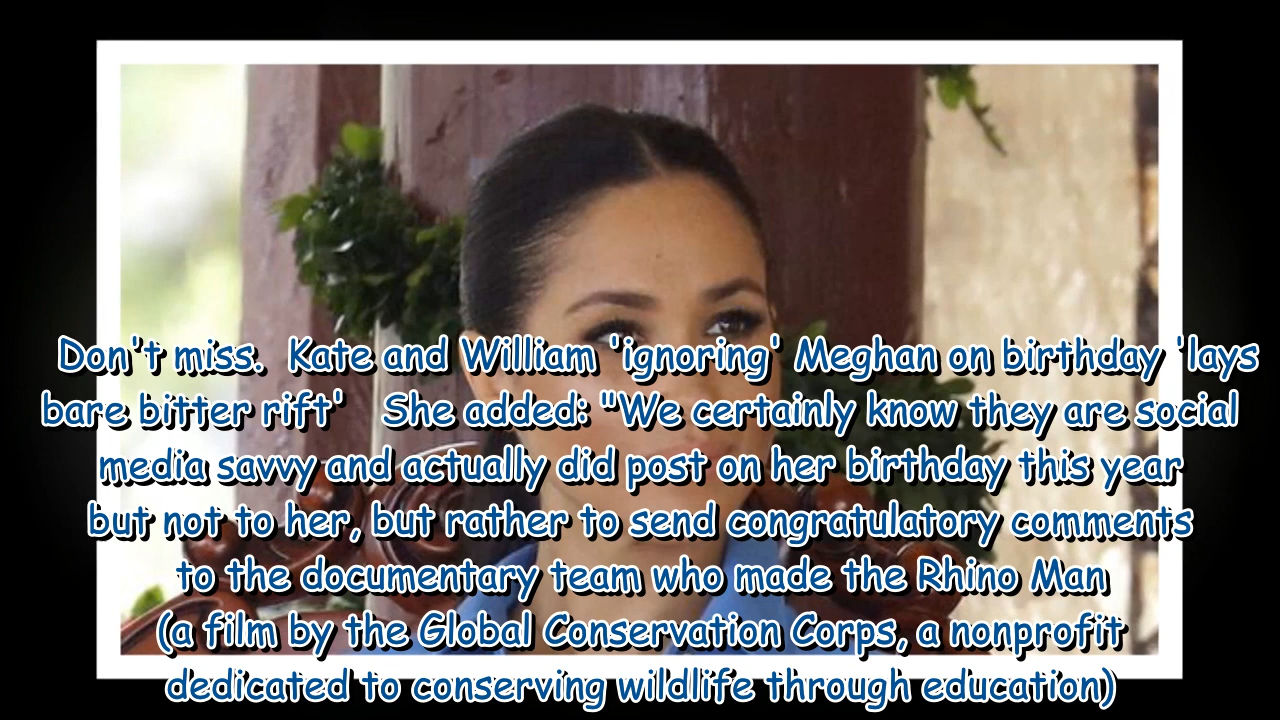 Don't miss.  Kate and William 'ignoring' Meghan on birthday 'lays
bare bitter rift'   She added: "We certainly know they are social
media savvy and actually did post on her birthday this year
but not to her, but rather to send congratulatory comments
to the documentary team who made the Rhino Man
(a film by the Global Conservation Corps, a nonprofit
dedicated to conserving wildlife through education)